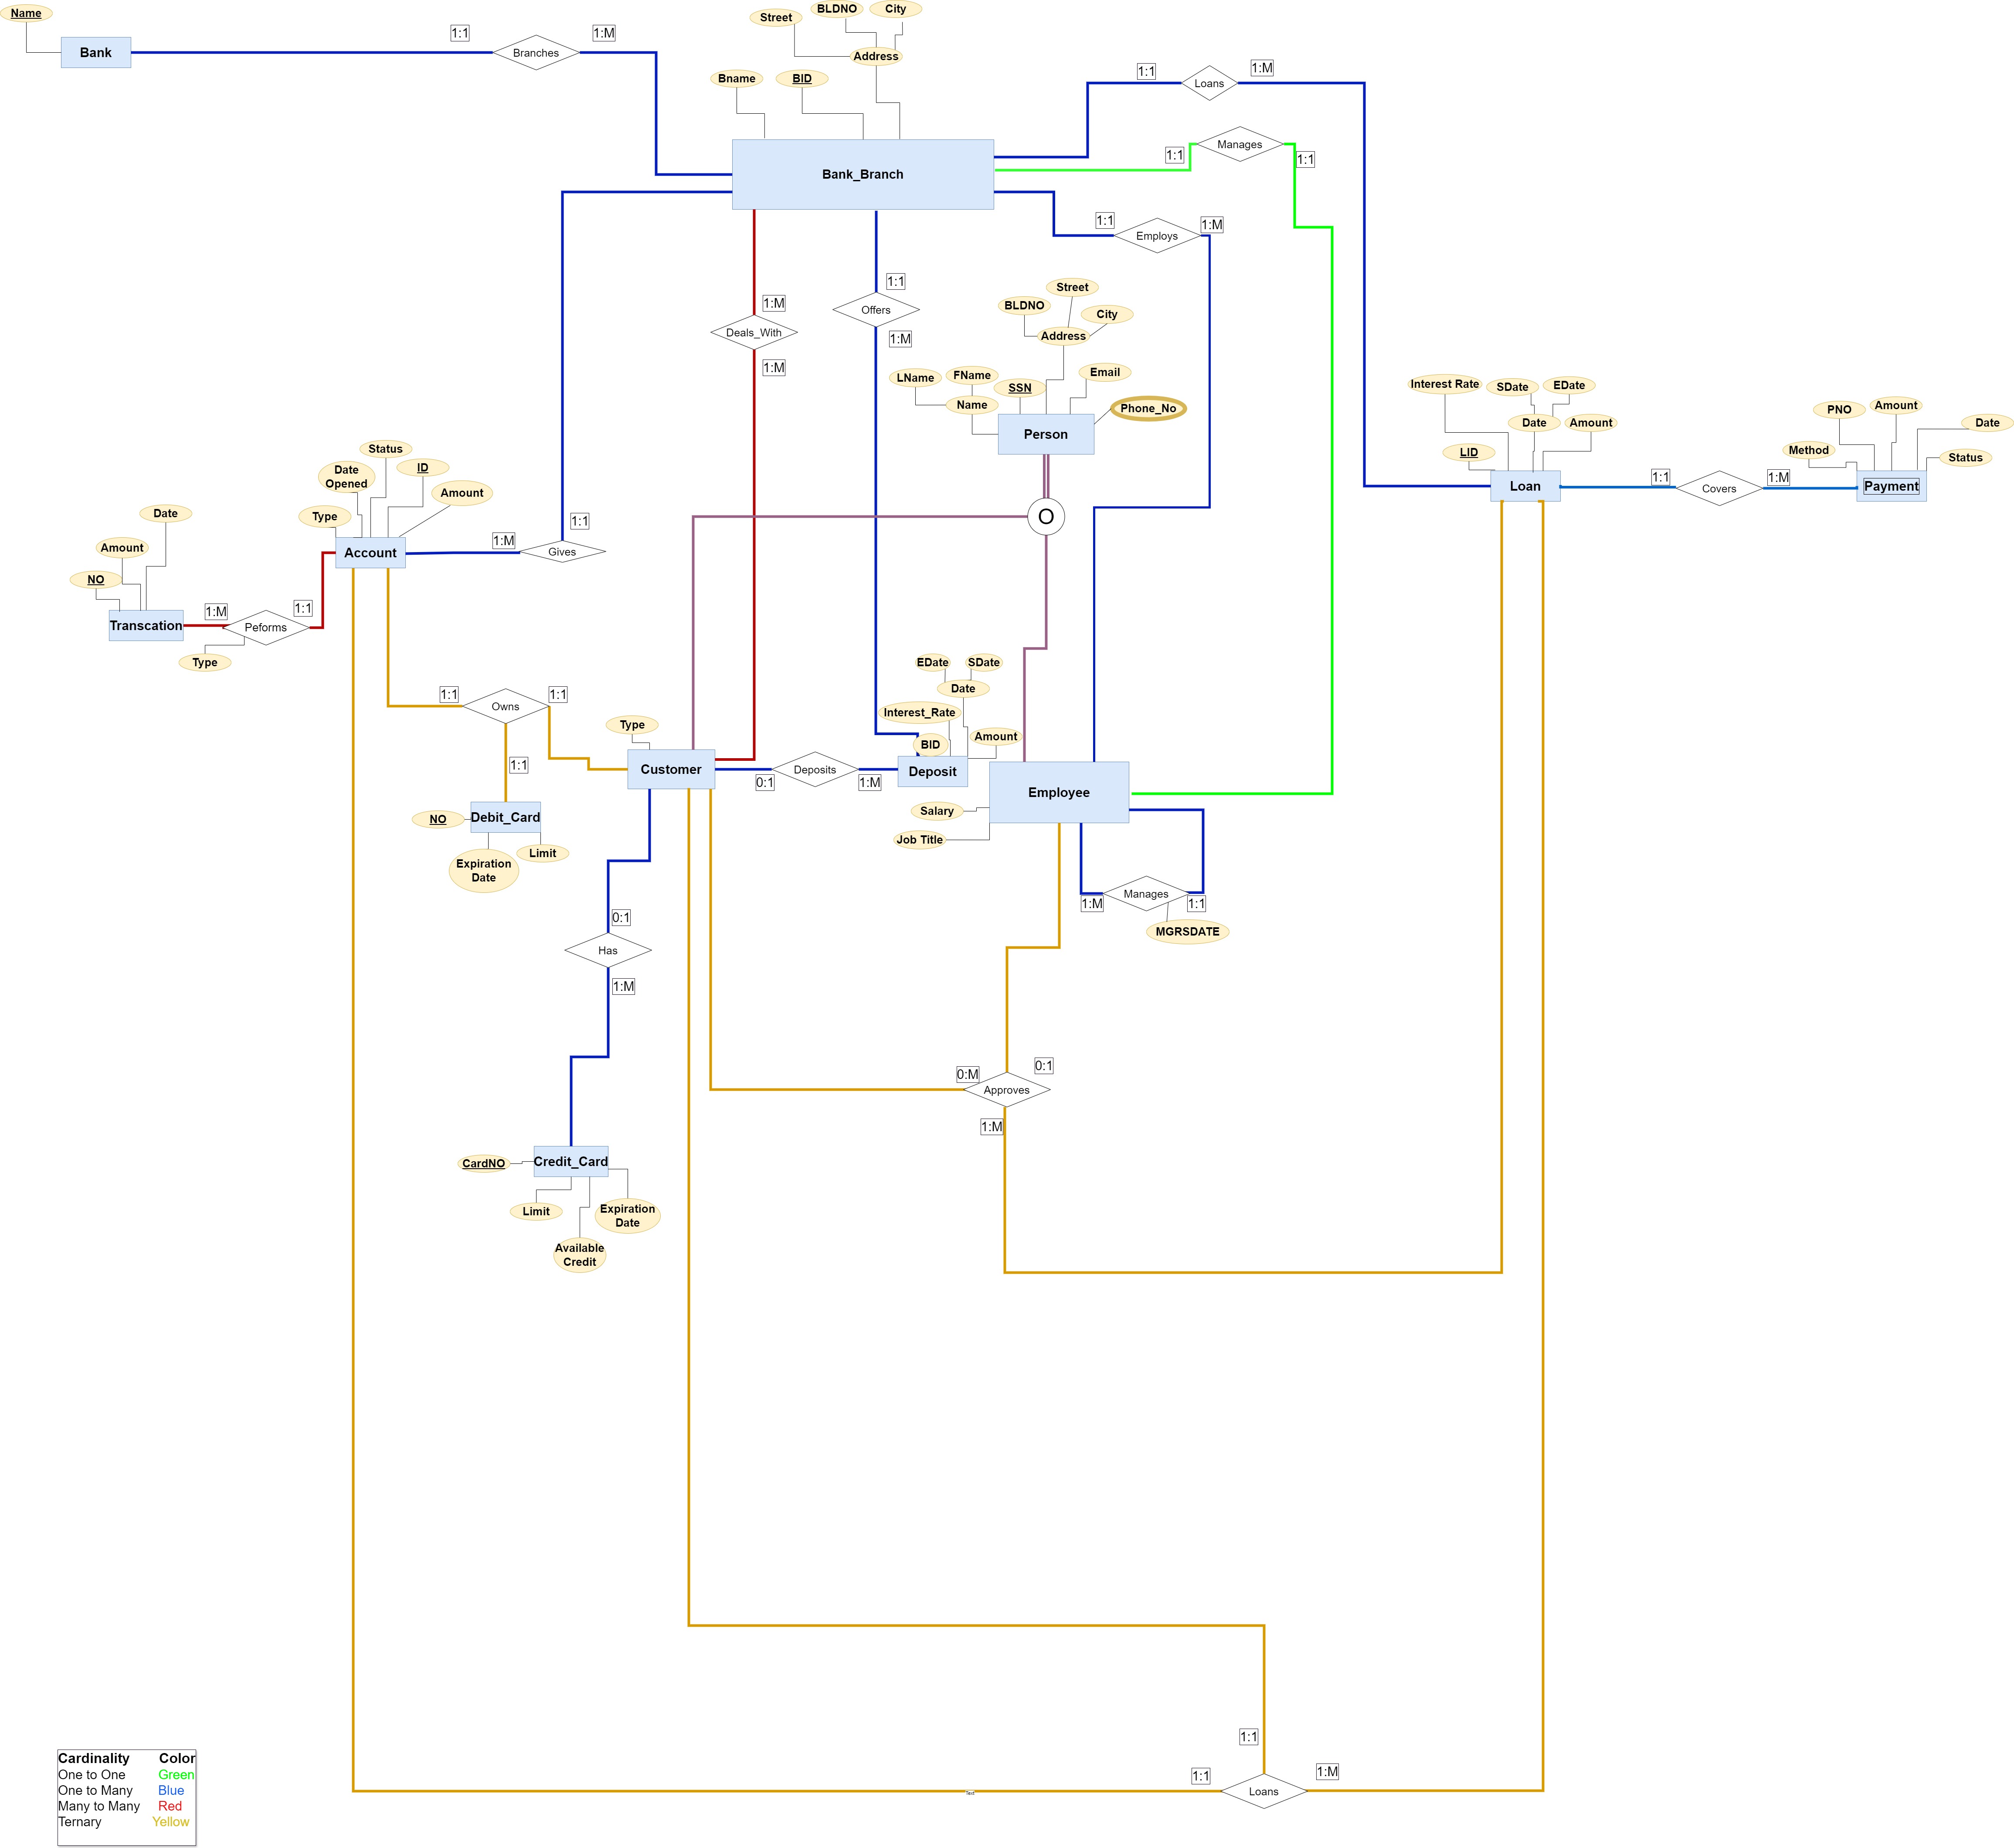 Name
Bank
1:1
Branches
1:M
Street
BLDNO
City
Address
Bname
BID
Bank_Branch
1:1
Loans
1:M
1:1
Manages
1:1
1:1
Employs
1:M
1:M
Deals_With
1:M
1:1
Offers
1:M
Street
BLDNO
City
Address
LName
FName
Name
SSN
Email
Phone_No
Person
O
Interest Rate
SDate
EDate
Date
Amount
LID
Loan
1:1
Covers
1:M
PNO
Amount
Date
Method
Status
Payment
Status
Date
Opened
ID
Amount
Type
Account
1:M
1:1
Gives
Date
Amount
NO
Transcation
1:M
Peforms
1:1
Type
1:1
Owns
1:1
1:1
NO
Debit_Card
Expiration
Date
Limit
Type
Customer
0:1
Deposits
1:M
EDate
SDate
Date
Interest_Rate
BID
Amount
Deposit
Employee
Salary
Job Title
1:M
Manages
1:1
MGRSDATE
0:1
Has
1:M
0:M
Approves
0:1
1:M
CardNO
Credit_Card
Limit
Expiration
Date
Available
Credit
1:1
1:1
Loans
1:M
Cardinality Color
One to One Green
One to Many Blue
Many to Many Red
Ternary Yellow